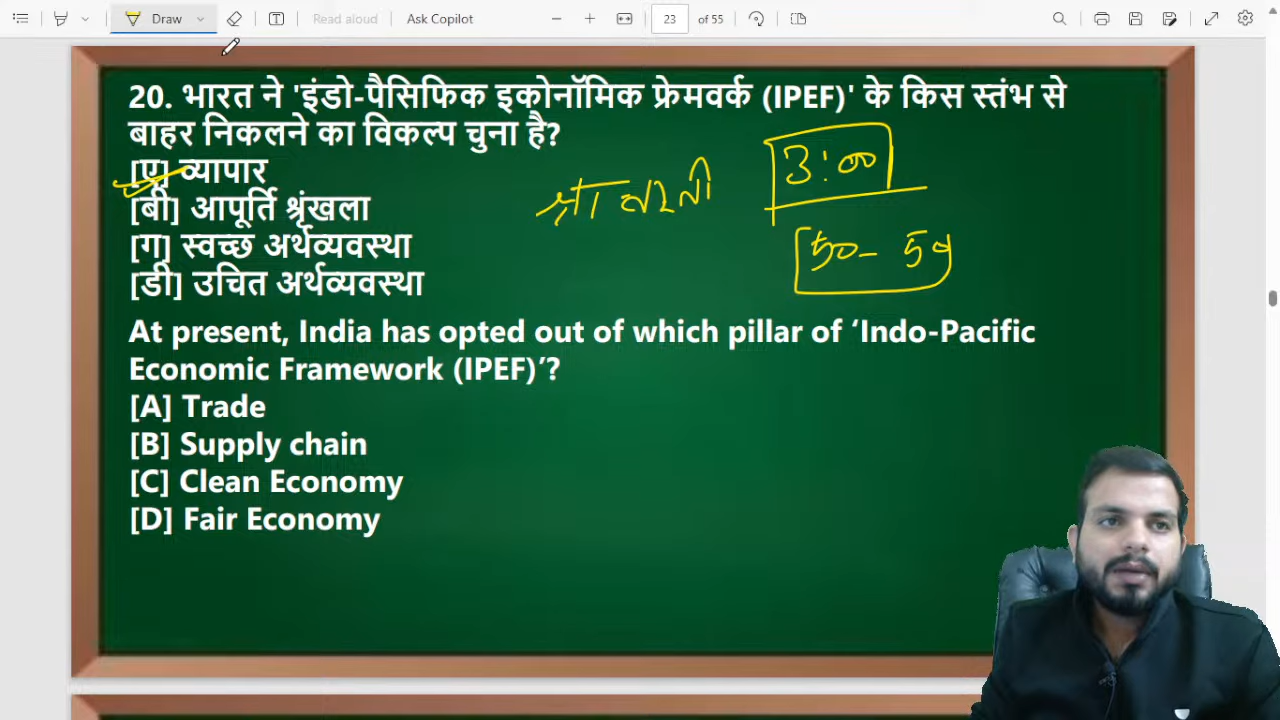 Draw
Read aloud
Ask Copilot
23
of 55
20. भारत ने 'इंडो-पैसिफिक इकोनॉमिक फ्रेमवर्क (IPEF)' के किस स्तंभ से
बाहर निकलने का विकल्प चुना है?
[ए] व्यापार
[बी] आपूर्ति श्रृंखला
[ग] स्वच्छ अर्थव्यवस्था
[डी] उचित अर्थव्यवस्था
3:00
50-59
At present, India has opted out of which pillar of ‘Indo-Pacific
Economic Framework (IPEF)’?
[A] Trade
[B] Supply chain
[C] Clean Economy
[D] Fair Economy